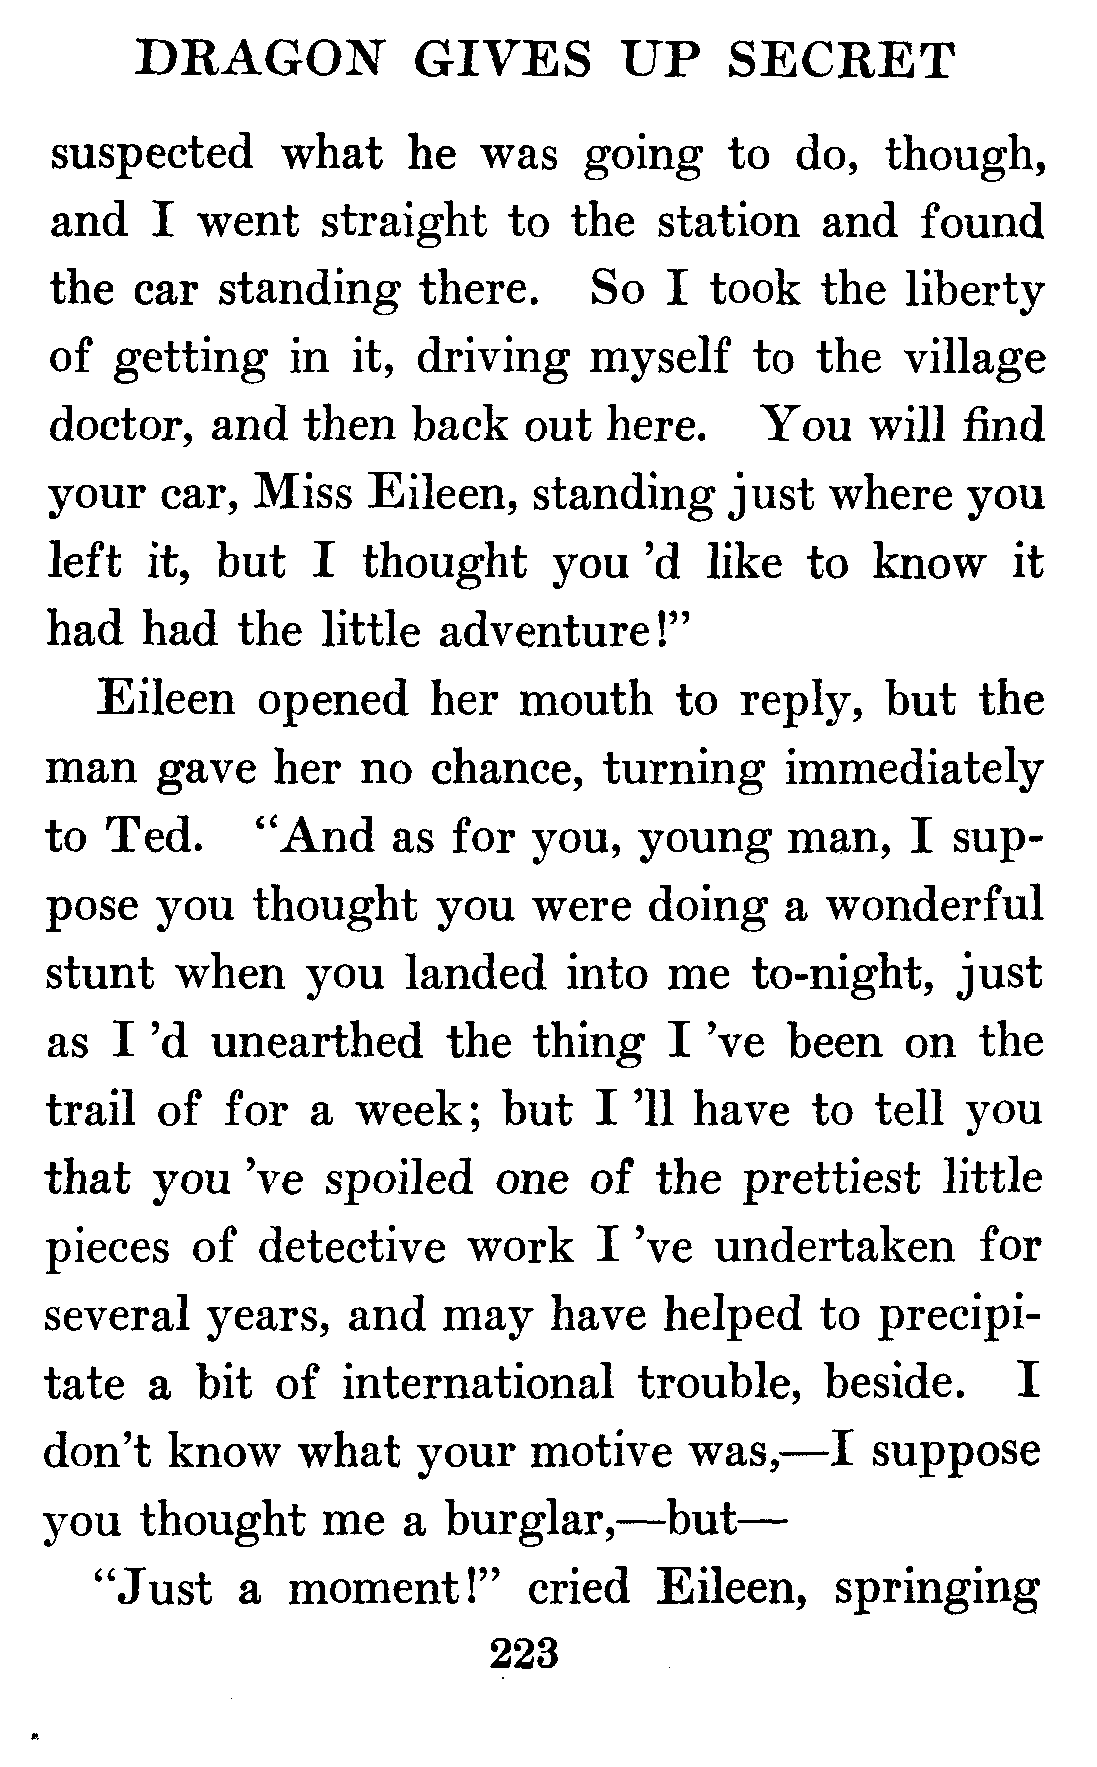 DRAGON GIVES UP SECRET
suspected what he was going to do, though,
and I went straight to the station and found
the car standing there. So I took the liberty
of getting in it, driving myself to the village
doctor, and then back out here. You will find
your car, Miss Eileen, standing just where you
left it, but I thought you 'd like to know it
had had the little adventure!"
Eileen opened her mouth to reply, but the
man gave her no chance, turning immediately
to Ted. "And as for you, young man, I sup-
pose you thought you were doing a wonderful
stunt when you landed into me to-night, just
as I 'd unearthed the thing I 've been on the
trail of for a week; but I 'll have to tell you
that you 've spoiled one of the prettiest little
pieces of detective work I 've undertaken for
several years, and may have helped to precipi-
tate a bit of international trouble, beside. I
don't know what your motive was,—I suppose
you thought me a burglar,—but—
"Just a moment!" cried Eileen, springing
223